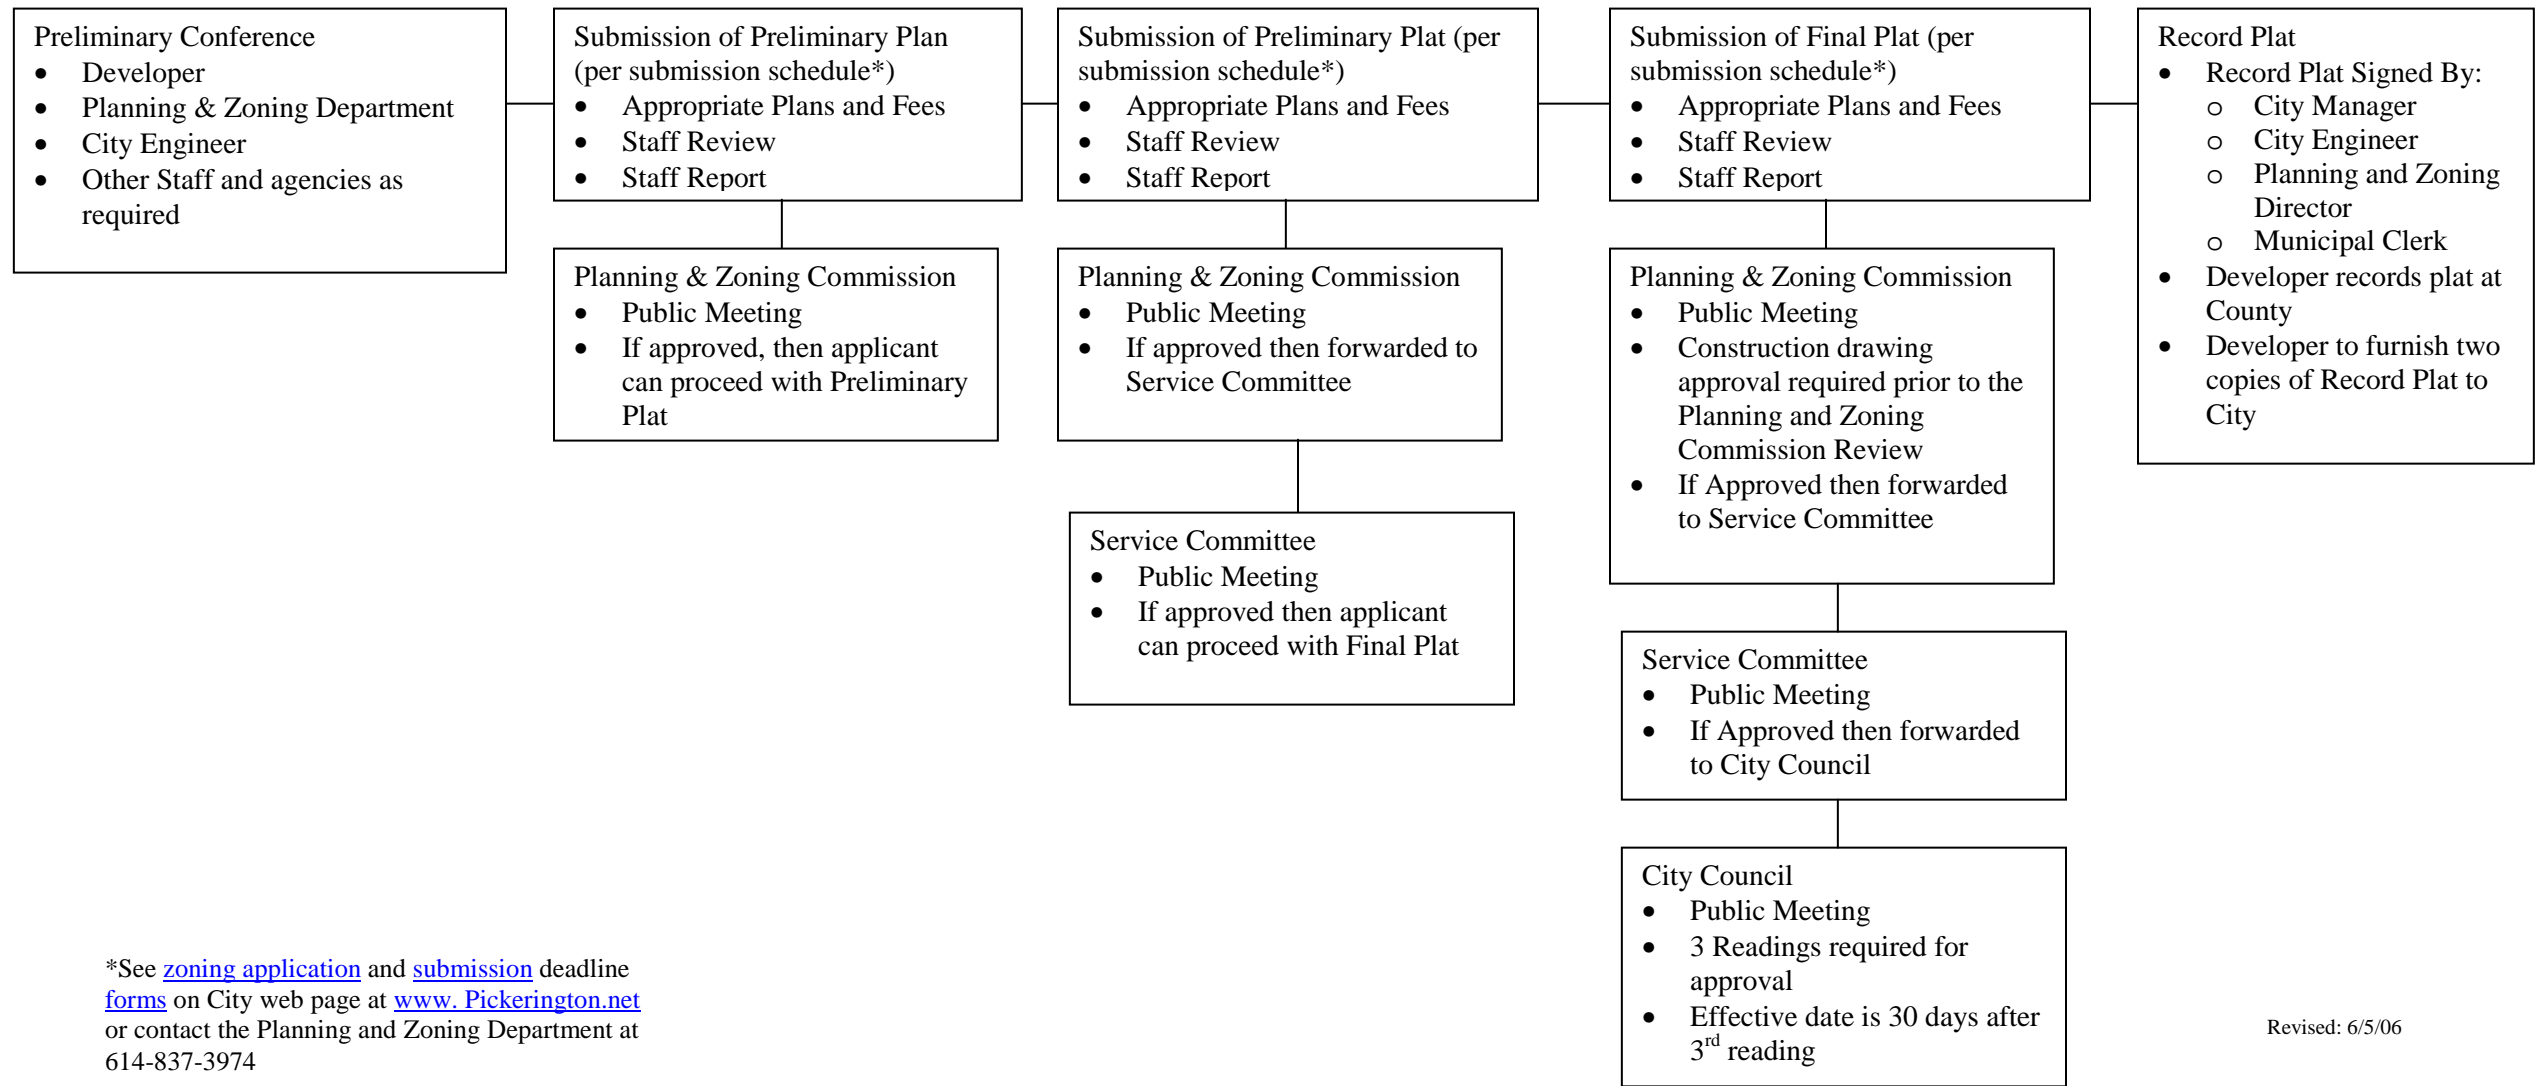 Preliminary Conference
• Developer
• Planning & Zoning Department
• City Engineer
• Other Staff and agencies as
required
Submission of Preliminary Plan
(per submission schedule*)
• Appropriate Plans and Fees
• Staff Review
• Staff Report
Planning & Zoning Commission
• Public Meeting
• If approved, then applicant
can proceed with Preliminary
Plat
Submission of Preliminary Plat (per
submission schedule*)
• Appropriate Plans and Fees
• Staff Review
• Staff Report
Planning & Zoning Commission
• Public Meeting
• If approved then forwarded to
Service Committee
Service Committee
• Public Meeting
• If approved then applicant
can proceed with Final Plat
Submission of Final Plat (per
submission schedule*)
• Appropriate Plans and Fees
• Staff Review
• Staff Report
Planning & Zoning Commission
• Public Meeting
• Construction drawing
approval required prior to the
Planning and Zoning
Commission Review
• If Approved then forwarded
to Service Committee
Service Committee
• Public Meeting
• If Approved then forwarded
to City Council
City Council
• Public Meeting
• 3 Readings required for
approval
• Effective date is 30 days after
3rd reading
Record Plat
• Record Plat Signed By:
o City Manager
o City Engineer
o Planning and Zoning
Director
o Municipal Clerk
• Developer records plat at
County
• Developer to furnish two
copies of Record Plat to
City
*See zoning application and submission deadline
forms on City web page at www. Pickerington.net
or contact the Planning and Zoning Department at
614-837-3974
Revised: 6/5/06